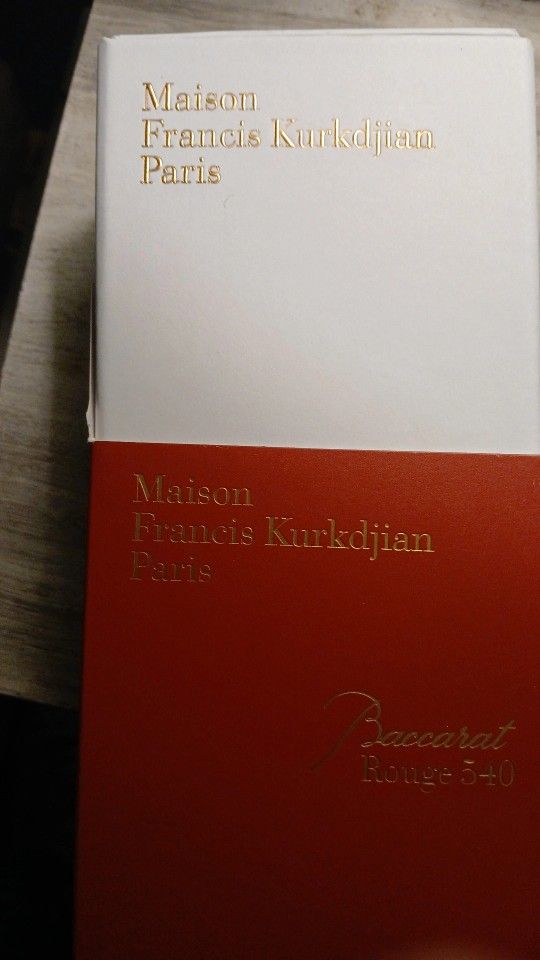 Maison
Francis Kurkdjian
Paris
Maison
Francis Kurkdjian
Paris
Baccarat
Rouge 540